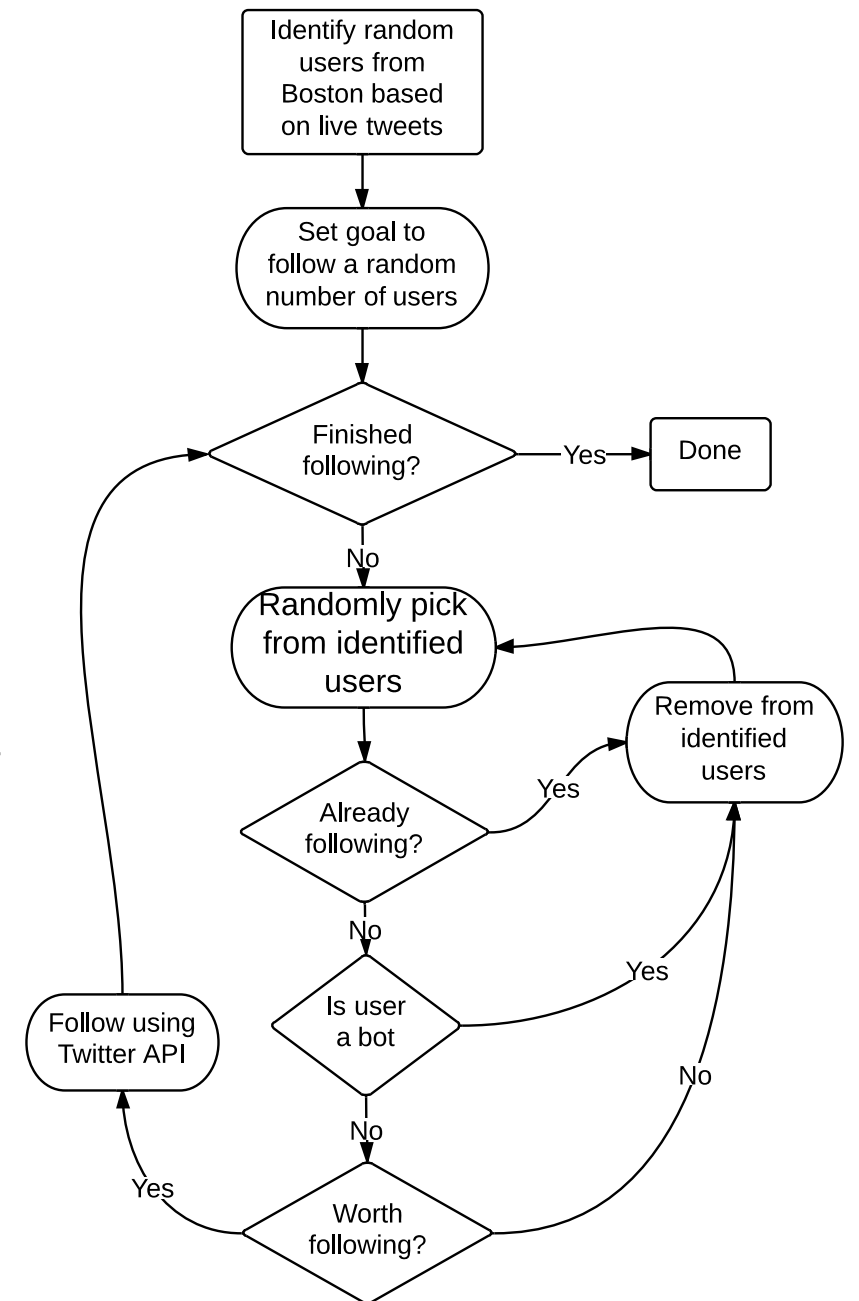 Identify random
users from
Boston based
on live tweets
Set goal to
follow a random
number of users
Finished
following?
Yes
Done
No
Randomly pick
from identified
users
Remove from
identified
users
Already
following?
Yes
No
Is user
a bot
Yes
Follow using
Twitter API
No
No
Worth
following?
Yes